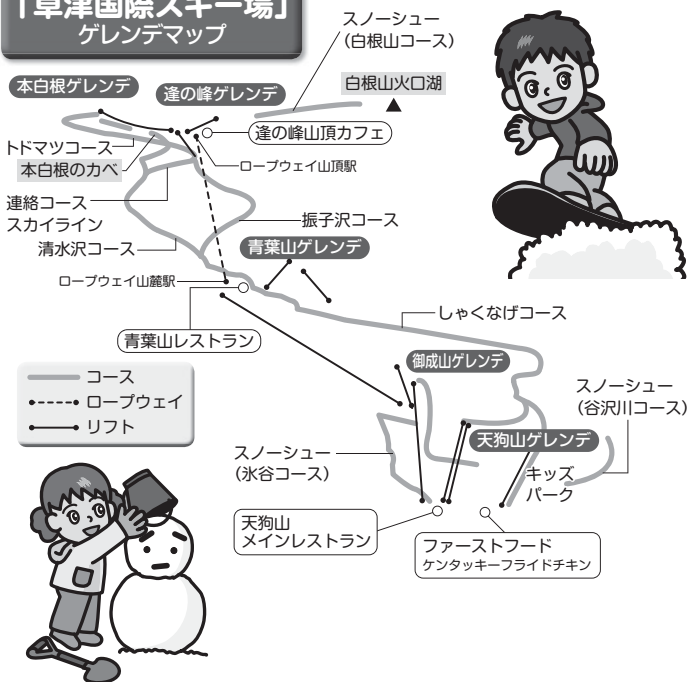 「草津国際スキー場」
ゲレンデマップ
スノーシュー
（白根山コース）
本白根ゲレンデ
逢の峰ゲレンデ
白根山火口湖
逢の峰山頂カフェ
トドマツコース
本白根のカベ
ロープウェイ山頂駅
連絡コース
スカイライン
振子沢コース
清水沢コース
青葉山ゲレンデ
ロープウェイ山麓駅
しゃくなげコース
青葉山レストラン
御成山ゲレンデ
コース
ロープウェイ
リフト
スノーシュー
（谷沢川コース）
天狗山ゲレンデ
スノーシュー
（氷谷コース）
キッズ
パーク
天狗山
メインレストラン
ファーストフード
ケンタッキーフライドチキン